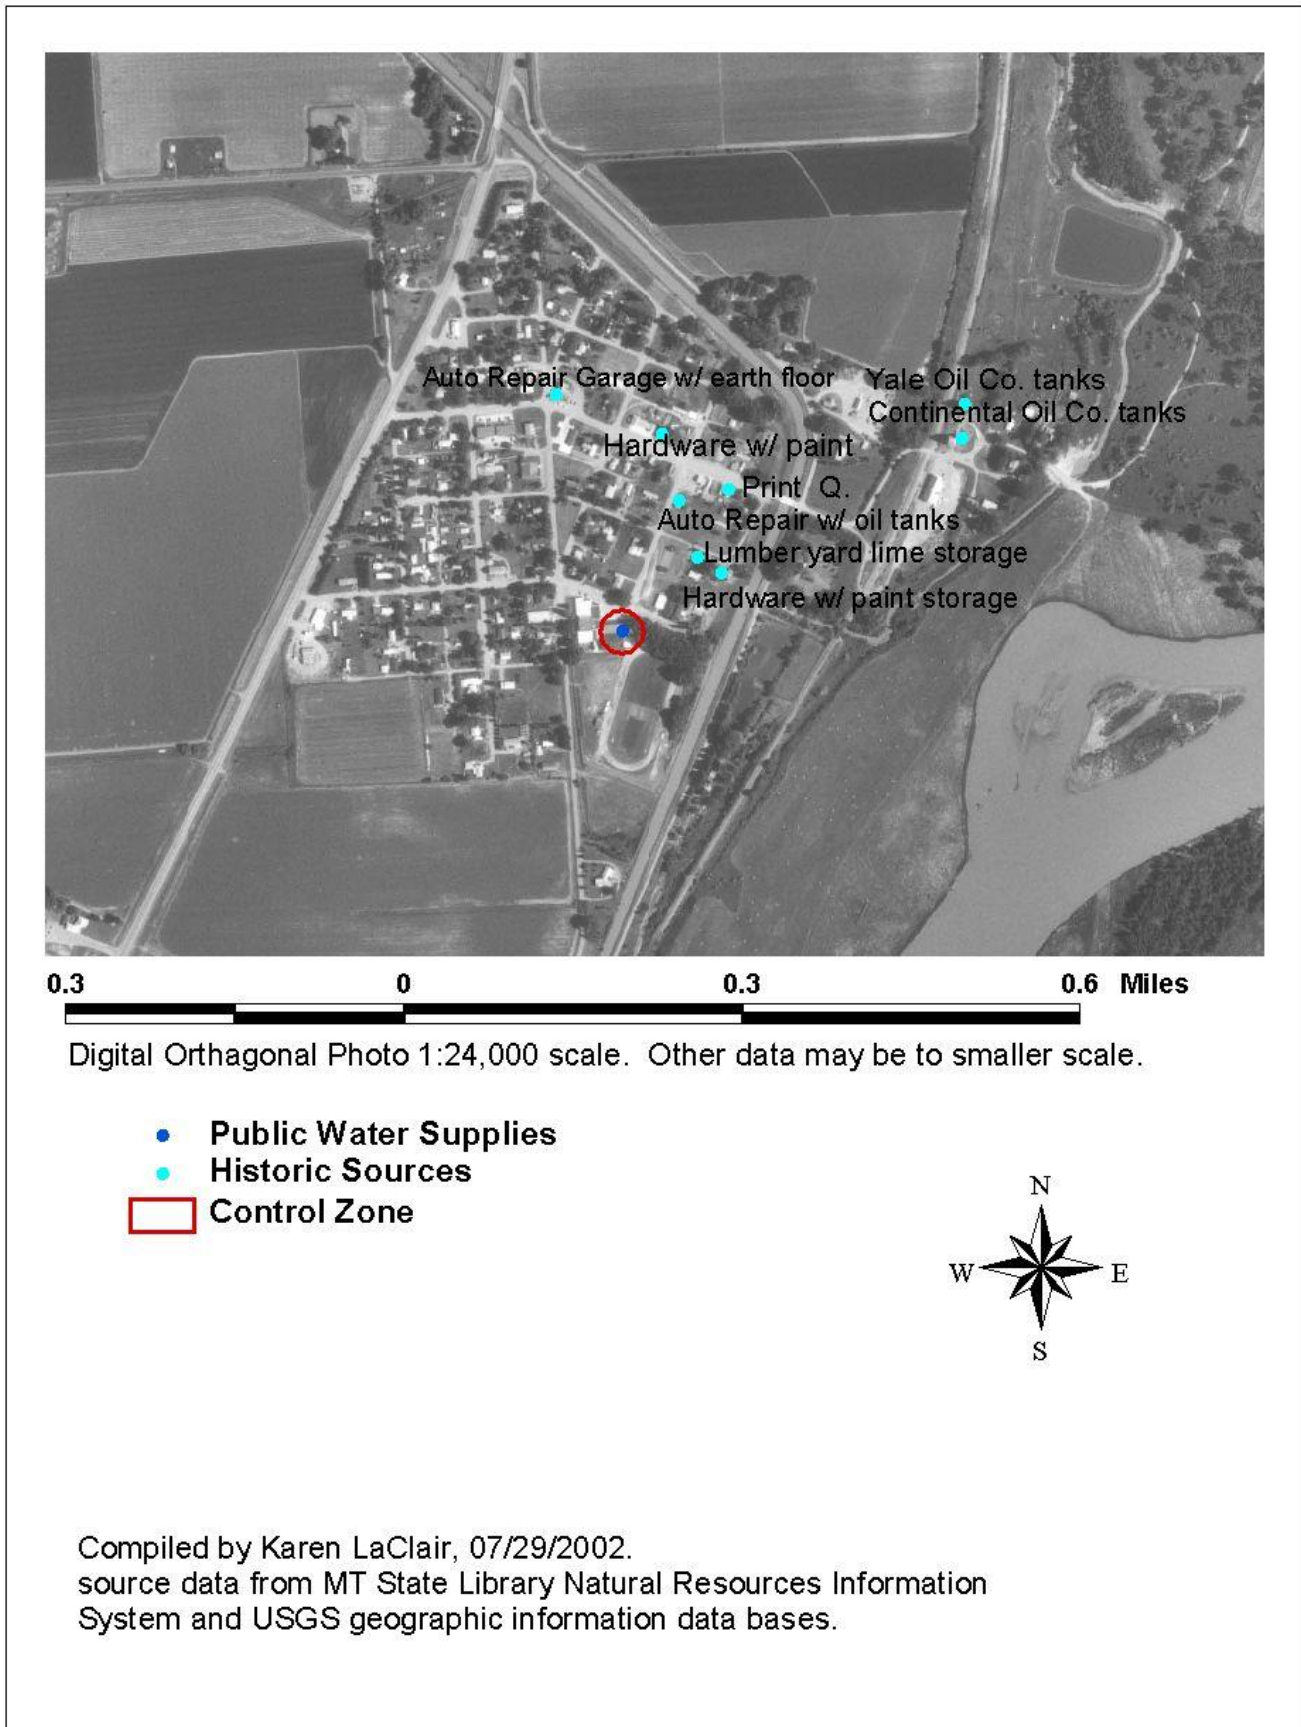 Auto Repair Garage w/ earth floor
Yale Oil Co. tanks
Continental Oil Co. tanks
Hardware w/ paint
Print Q.
Auto Repair w/ oil tanks
Lumber yard lime storage
Hardware w/ paint storage
0.3 0 0.3 0.6 Miles
Digital Orthagonal Photo 1:24,000 scale. Other data may be to smaller scale.
Public Water Supplies
Historic Sources
Control Zone
N
W E
S
Compiled by Karen LaClair, 07/29/2002.
source data from MT State Library Natural Resources Information
System and USGS geographic information data bases.